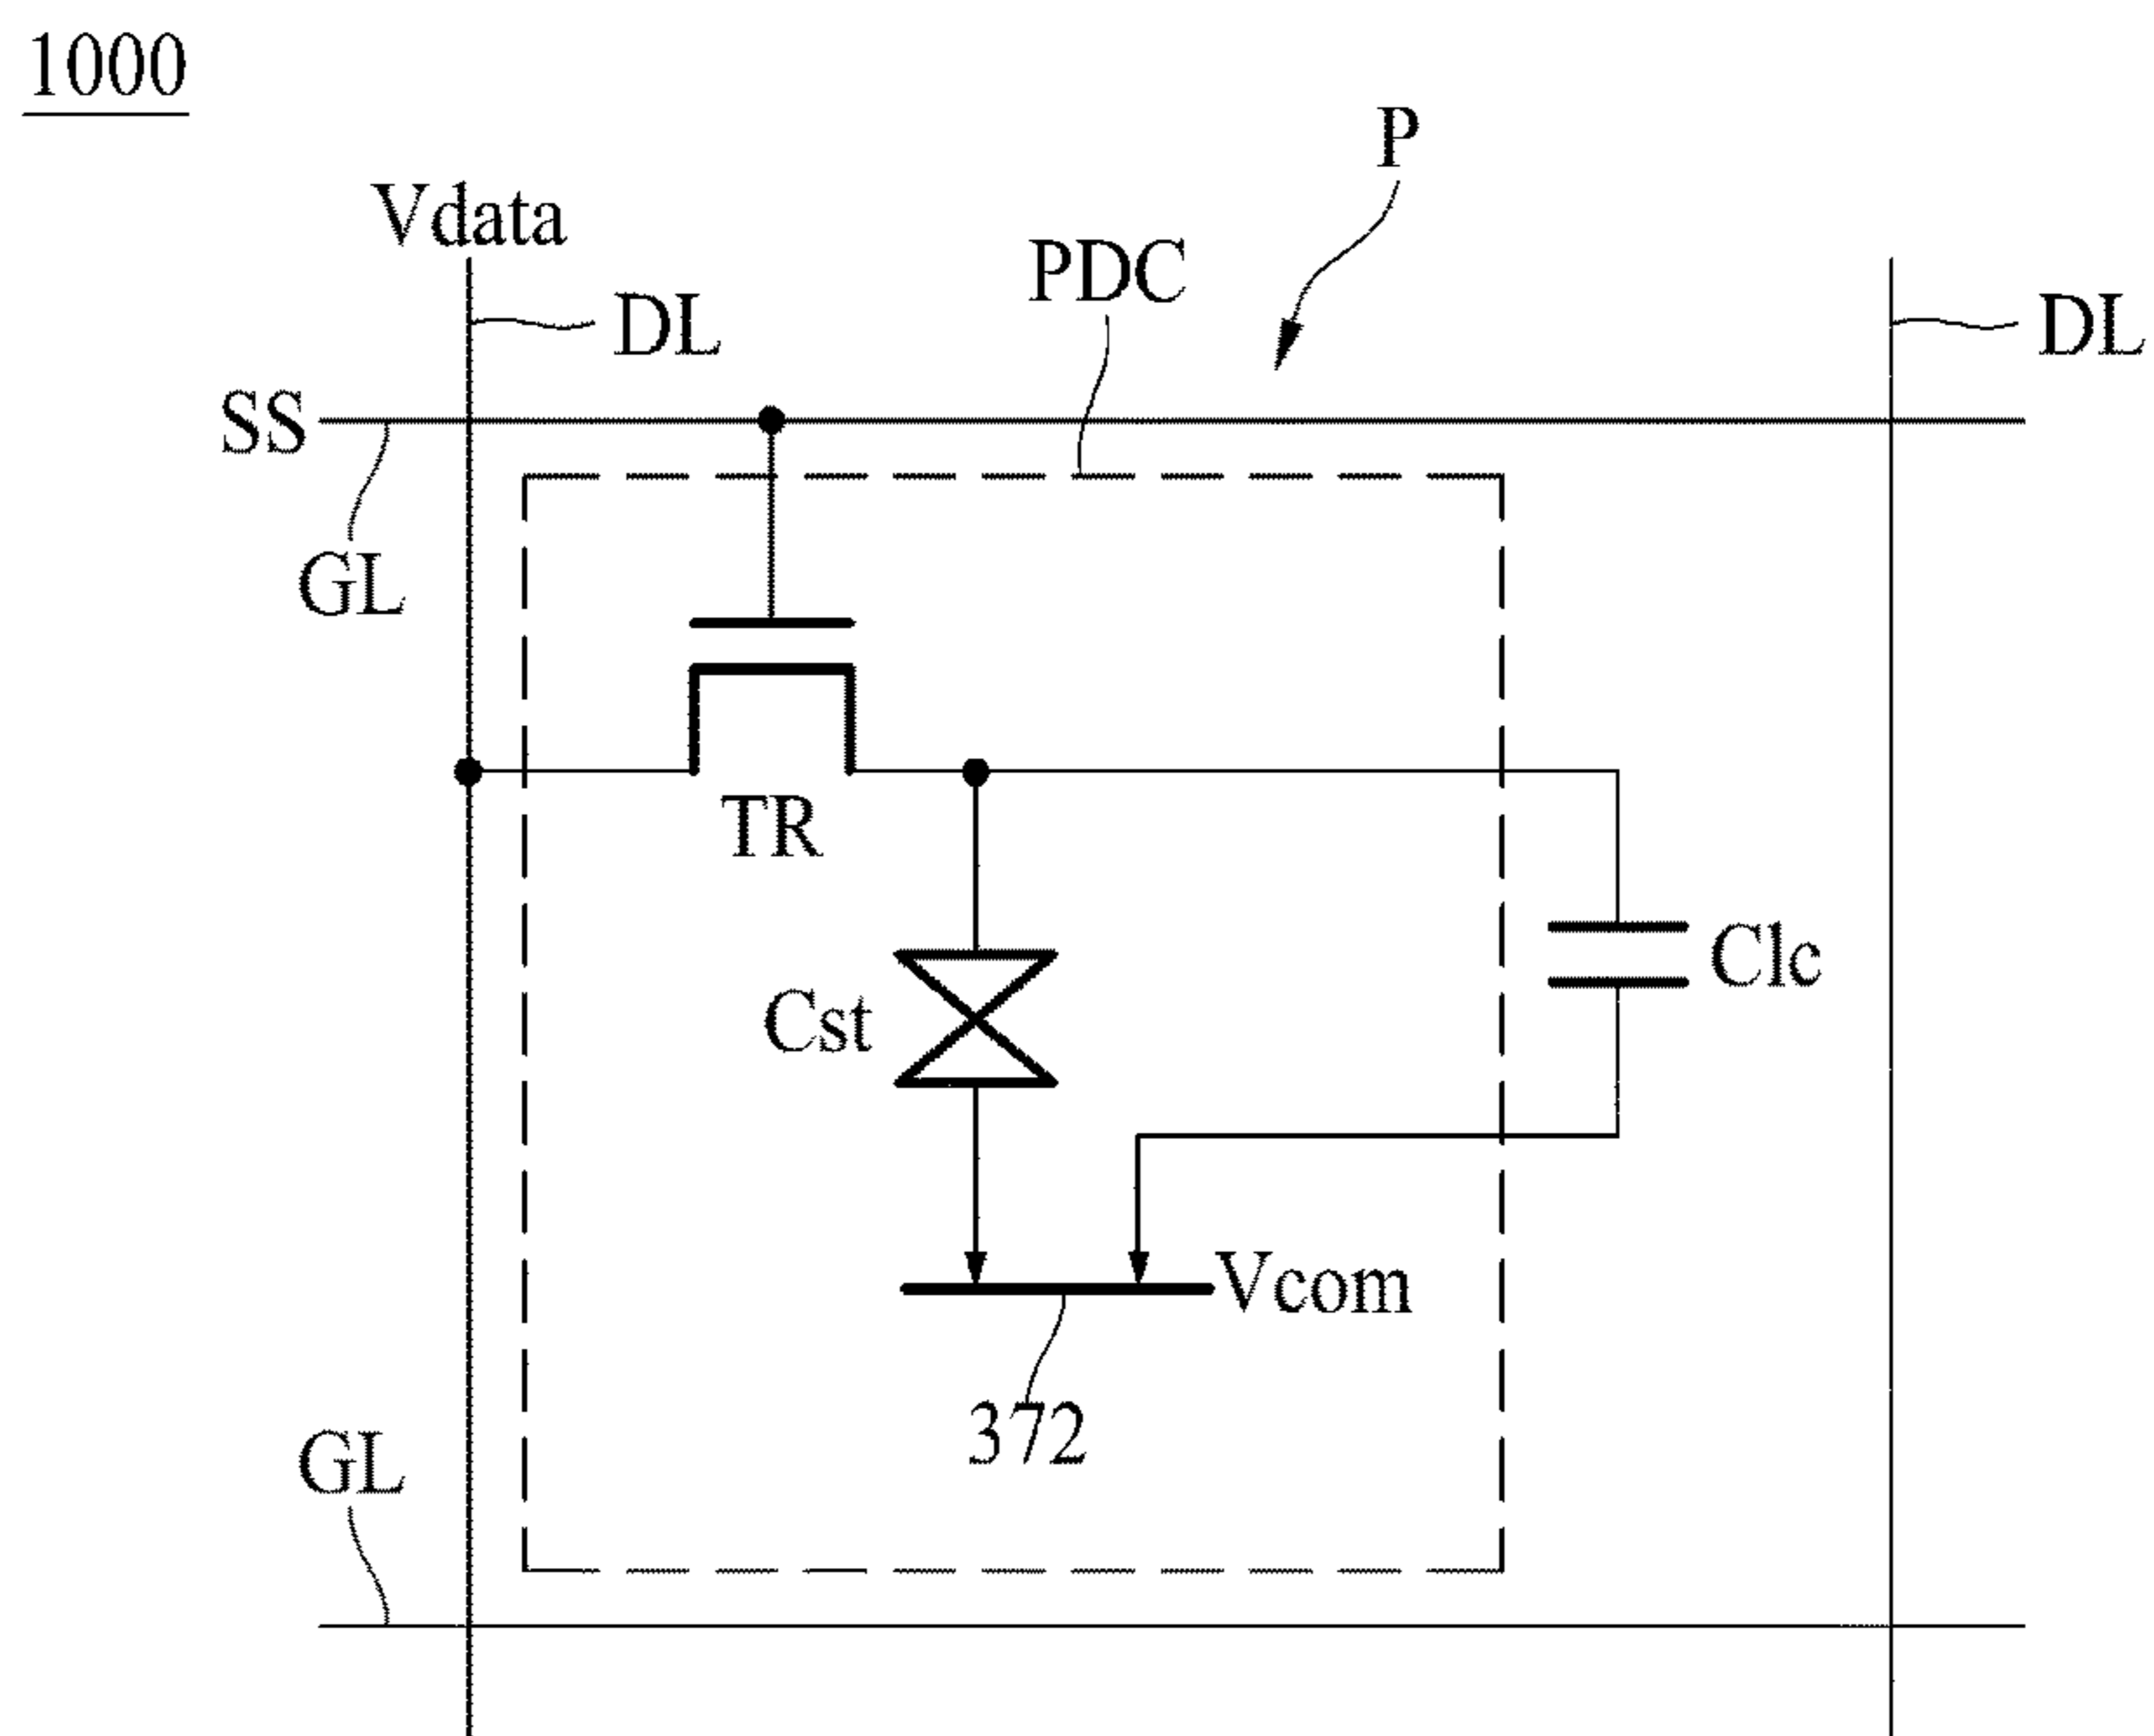 1000
P
Vdata
PDC
DL
DL
SS
GL
TR
Clc
Cst
Vcom
372
GL